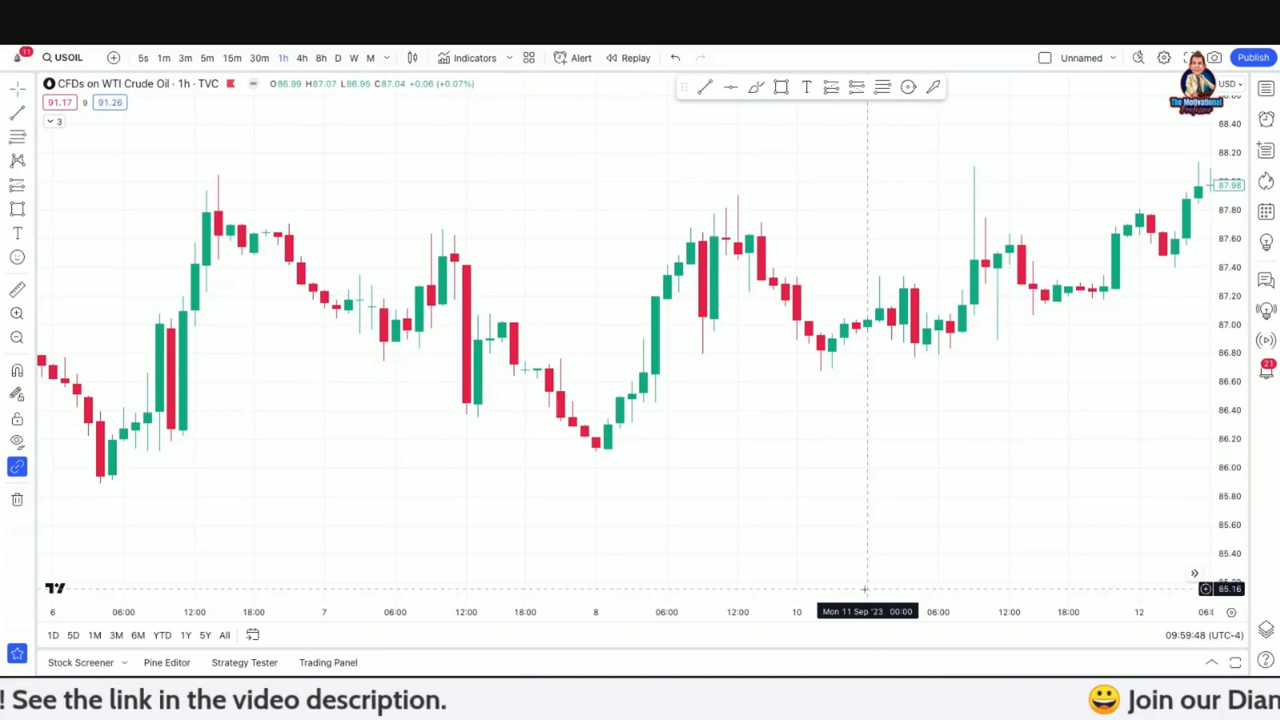 11
USOIL
5s 1m 3m 5m 15m 30m 1h 4h 8h D W M
Indicators
Alert
Replay
Unnamed
Publish
CFDs on WTI Crude Oil · 1h · TVC
O86.99 H87.07 L86.95 C87.04 +0.06 (+0.07%)
USD
The Motivational
Professor
91.17 9 91.26
3
88.40
88.20
87.98
87.80
87.60
87.40
87.20
87.00
86.80
86.60
86.40
86.20
86.00
85.80
85.60
85.40
85.16
21
6 06:00 12:00 18:00 7 06:00 12:00 18:00 8 06:00 12:00 10 Mon 11 Sep '23 00:00 06:00 12:00 18:00 12
1D 5D 1M 3M 6M YTD 1Y 5Y All
09:59:48 (UTC-4)
Stock Screener Pine Editor Strategy Tester Trading Panel
! See the link in the video description. 😀 Join our Dian